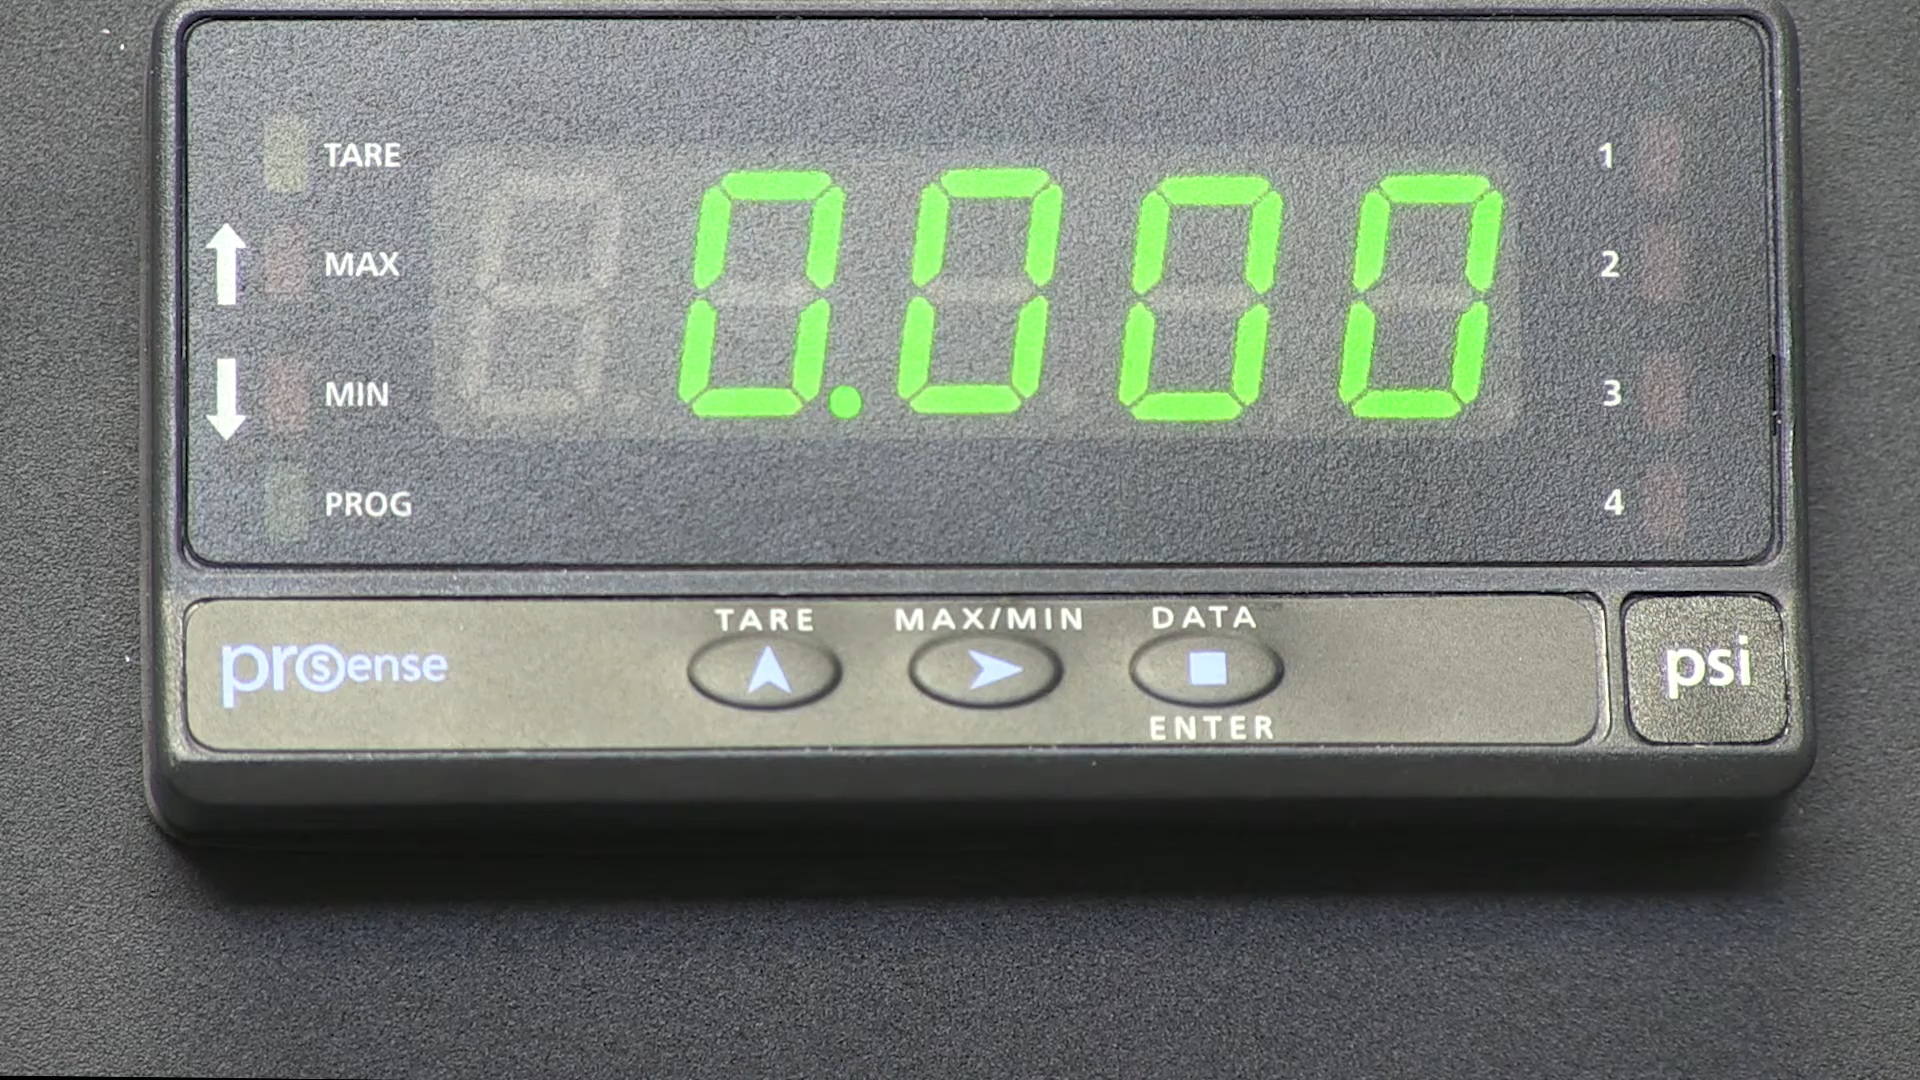 TARE
MAX
MIN
PROG
0.000
1
2
3
4
prosense
TARE MAX/MIN DATA
ENTER
psi